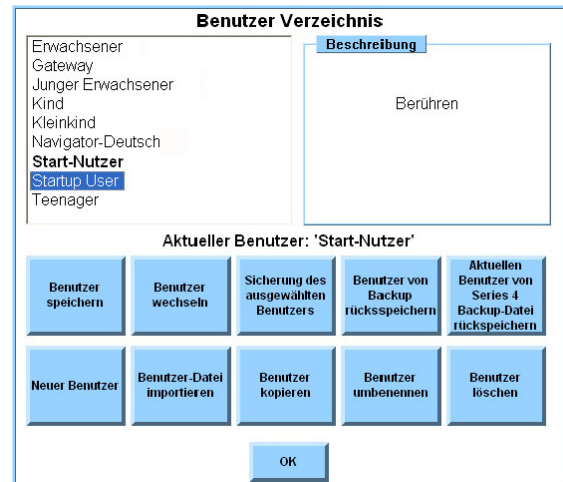 Benutzer Verzeichnis
Erwachsener
Gateway
Junger Erwachsener
Kind
Kleinkind
Navigator-Deutsch
Start-Nutzer
Startup User
Teenager
Beschreibung
Berühren
Aktueller Benutzer: 'Start-Nutzer'
Benutzer
speichern
Benutzer
wechseln
Sicherung des
ausgewählten
Benutzers
Benutzer von
Backup
rücksspeichern
Aktuellen
Benutzer von
Series 4
Backup-Datei
rückspeichern
Neuer Benutzer
Benutzer-Datei
importieren
Benutzer
kopieren
Benutzer
umbenennen
Benutzer
löschen
OK